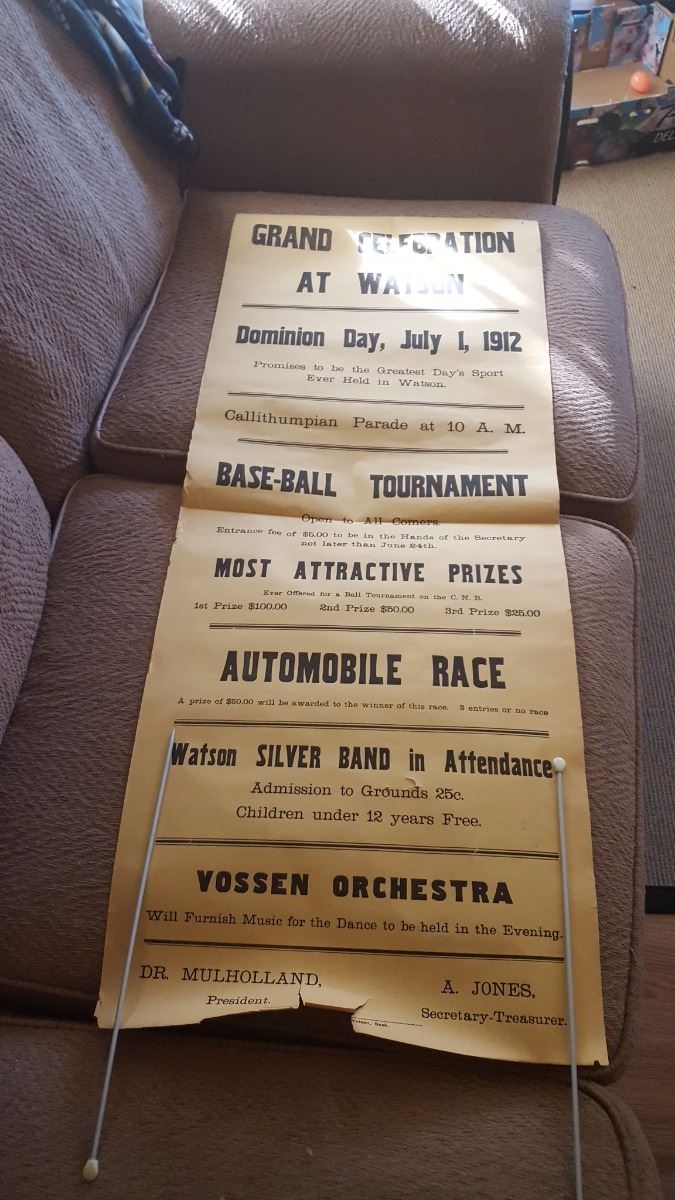 GRAND CELEBRATION
AT WATSON
Dominion Day, July 1, 1912
Promises to be the Greatest Day's Sport
Ever Held in Watson.
Callithumpian Parade at 10 A. M.
BASE-BALL TOURNAMENT
Open to All Comers.
Entrance fee of $5.00 to be in the Hands of the Secretary
not later than June 24th.
MOST ATTRACTIVE PRIZES
Ever Offered for a Ball Tournament on the C. N. R.
1st Prize $100.00 2nd Prize $50.00 3rd Prize $25.00
AUTOMOBILE RACE
A prize of $50.00 will be awarded to the winner of this race. 3 entries or no race
Watson SILVER BAND in Attendance
Admission to Grounds 25c.
Children under 12 years Free.
VOSSEN ORCHESTRA
Will Furnish Music for the Dance to be held in the Evening.
DR. MULHOLLAND,
President.
A. JONES,
Secretary-Treasurer.
Sask.
DEL